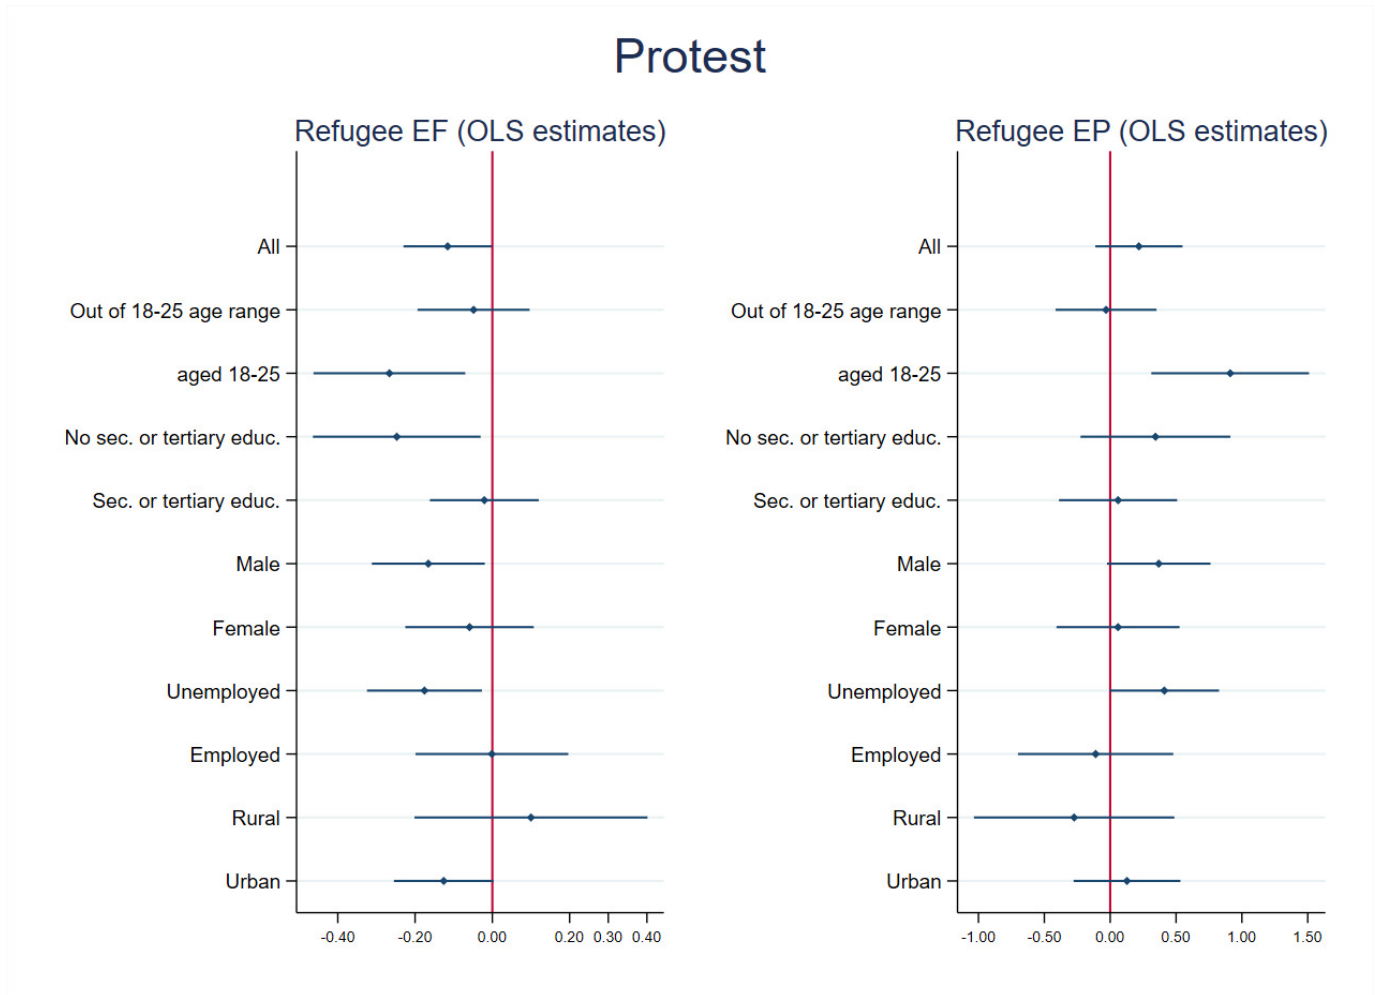 Protest
Refugee EF (OLS estimates)
All
Out of 18-25 age range
aged 18-25
No sec. or tertiary educ.
Sec. or tertiary educ.
Male
Female
Unemployed
Employed
Rural
Urban
-0.40 -0.20 0.00 0.20 0.30 0.40
Refugee EP (OLS estimates)
All
Out of 18-25 age range
aged 18-25
No sec. or tertiary educ.
Sec. or tertiary educ.
Male
Female
Unemployed
Employed
Rural
Urban
-1.00 -0.50 0.00 0.50 1.00 1.50